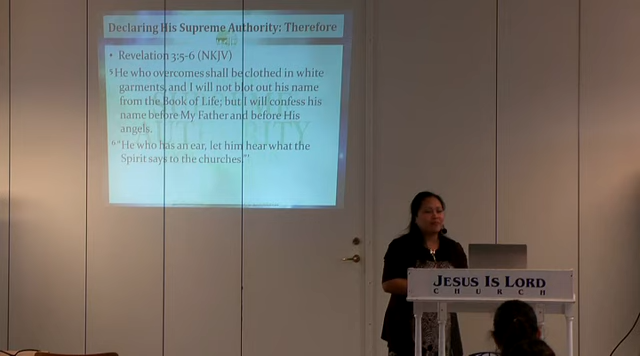 Declaring His Supreme Authority: Therefore
• Revelation 3:5-6 (NKJV)
5 He who overcomes shall be clothed in white
garments, and I will not blot out his name
from the Book of Life; but I will confess his
name before My Father and before His
angels.
6 "He who has an ear, let him hear what the
Spirit says to the churches."'
JESUS IS LORD
CHURCH